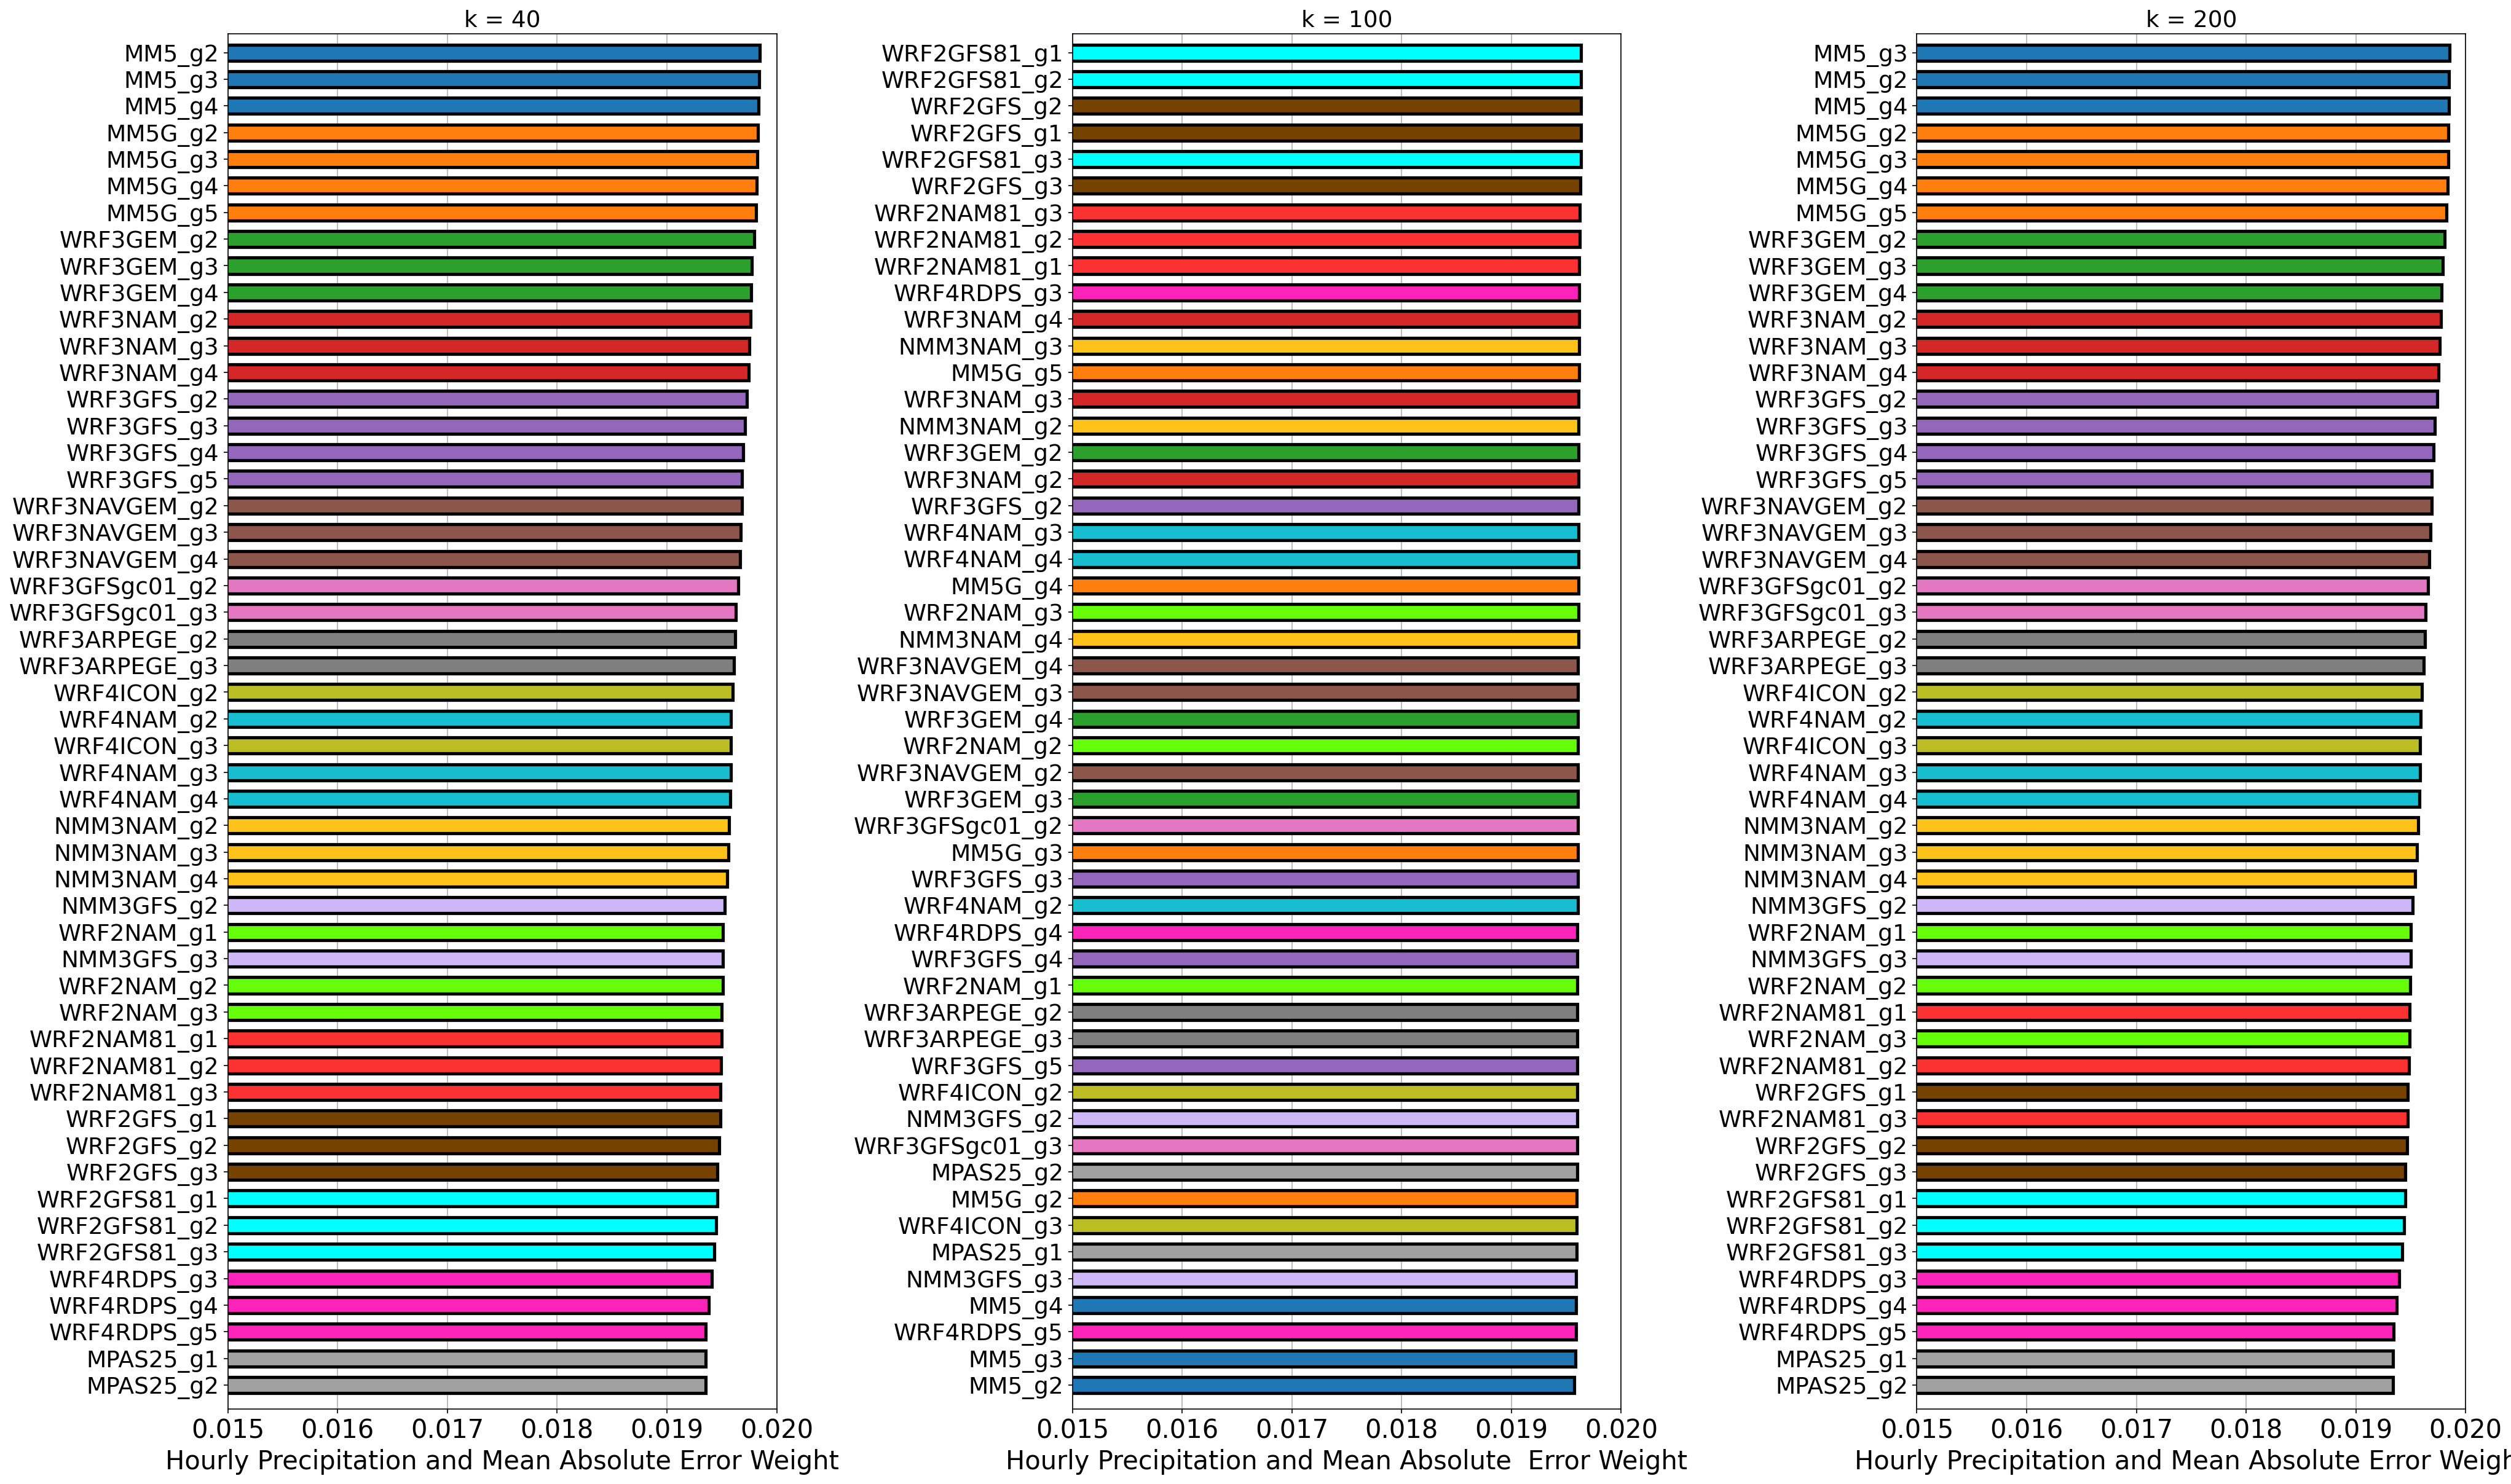 k = 40
MM5_g2
MM5_g3
MM5_g4
MM5G_g2
MM5G_g3
MM5G_g4
MM5G_g5
WRF3GEM_g2
WRF3GEM_g3
WRF3GEM_g4
WRF3NAM_g2
WRF3NAM_g3
WRF3NAM_g4
WRF3GFS_g2
WRF3GFS_g3
WRF3GFS_g4
WRF3GFS_g5
WRF3NAVGEM_g2
WRF3NAVGEM_g3
WRF3NAVGEM_g4
WRF3GFSgc01_g2
WRF3GFSgc01_g3
WRF3ARPEGE_g2
WRF3ARPEGE_g3
WRF4ICON_g2
WRF4NAM_g2
WRF4ICON_g3
WRF4NAM_g3
WRF4NAM_g4
NMM3NAM_g2
NMM3NAM_g3
NMM3NAM_g4
NMM3GFS_g2
WRF2NAM_g1
NMM3GFS_g3
WRF2NAM_g2
WRF2NAM_g3
WRF2NAM81_g1
WRF2NAM81_g2
WRF2NAM81_g3
WRF2GFS_g1
WRF2GFS_g2
WRF2GFS_g3
WRF2GFS81_g1
WRF2GFS81_g2
WRF2GFS81_g3
WRF4RDPS_g3
WRF4RDPS_g4
WRF4RDPS_g5
MPAS25_g1
MPAS25_g2
0.015 0.016 0.017 0.018 0.019 0.020
Hourly Precipitation and Mean Absolute Error Weight
k = 100
WRF2GFS81_g1
WRF2GFS81_g2
WRF2GFS_g2
WRF2GFS_g1
WRF2GFS81_g3
WRF2GFS_g3
WRF2NAM81_g3
WRF2NAM81_g2
WRF2NAM81_g1
WRF4RDPS_g3
WRF3NAM_g4
NMM3NAM_g3
MM5G_g5
WRF3NAM_g3
NMM3NAM_g2
WRF3GEM_g2
WRF3NAM_g2
WRF3GFS_g2
WRF4NAM_g3
WRF4NAM_g4
MM5G_g4
WRF2NAM_g3
NMM3NAM_g4
WRF3NAVGEM_g4
WRF3NAVGEM_g3
WRF3GEM_g4
WRF2NAM_g2
WRF3NAVGEM_g2
WRF3GEM_g3
WRF3GFSgc01_g2
MM5G_g3
WRF3GFS_g3
WRF4NAM_g2
WRF4RDPS_g4
WRF3GFS_g4
WRF2NAM_g1
WRF3ARPEGE_g2
WRF3ARPEGE_g3
WRF3GFS_g5
WRF4ICON_g2
NMM3GFS_g2
WRF3GFSgc01_g3
MPAS25_g2
MM5G_g2
WRF4ICON_g3
MPAS25_g1
NMM3GFS_g3
MM5_g4
WRF4RDPS_g5
MM5_g3
MM5_g2
0.015 0.016 0.017 0.018 0.019 0.020
Hourly Precipitation and Mean Absolute  Error Weight
k = 200
MM5_g3
MM5_g2
MM5_g4
MM5G_g2
MM5G_g3
MM5G_g4
MM5G_g5
WRF3GEM_g2
WRF3GEM_g3
WRF3GEM_g4
WRF3NAM_g2
WRF3NAM_g3
WRF3NAM_g4
WRF3GFS_g2
WRF3GFS_g3
WRF3GFS_g4
WRF3GFS_g5
WRF3NAVGEM_g2
WRF3NAVGEM_g3
WRF3NAVGEM_g4
WRF3GFSgc01_g2
WRF3GFSgc01_g3
WRF3ARPEGE_g2
WRF3ARPEGE_g3
WRF4ICON_g2
WRF4NAM_g2
WRF4ICON_g3
WRF4NAM_g3
WRF4NAM_g4
NMM3NAM_g2
NMM3NAM_g3
NMM3NAM_g4
NMM3GFS_g2
WRF2NAM_g1
NMM3GFS_g3
WRF2NAM_g2
WRF2NAM81_g1
WRF2NAM_g3
WRF2NAM81_g2
WRF2GFS_g1
WRF2NAM81_g3
WRF2GFS_g2
WRF2GFS_g3
WRF2GFS81_g1
WRF2GFS81_g2
WRF2GFS81_g3
WRF4RDPS_g3
WRF4RDPS_g4
WRF4RDPS_g5
MPAS25_g1
MPAS25_g2
0.015 0.016 0.017 0.018 0.019 0.020
Hourly Precipitation and Mean Absolute Error Weigh